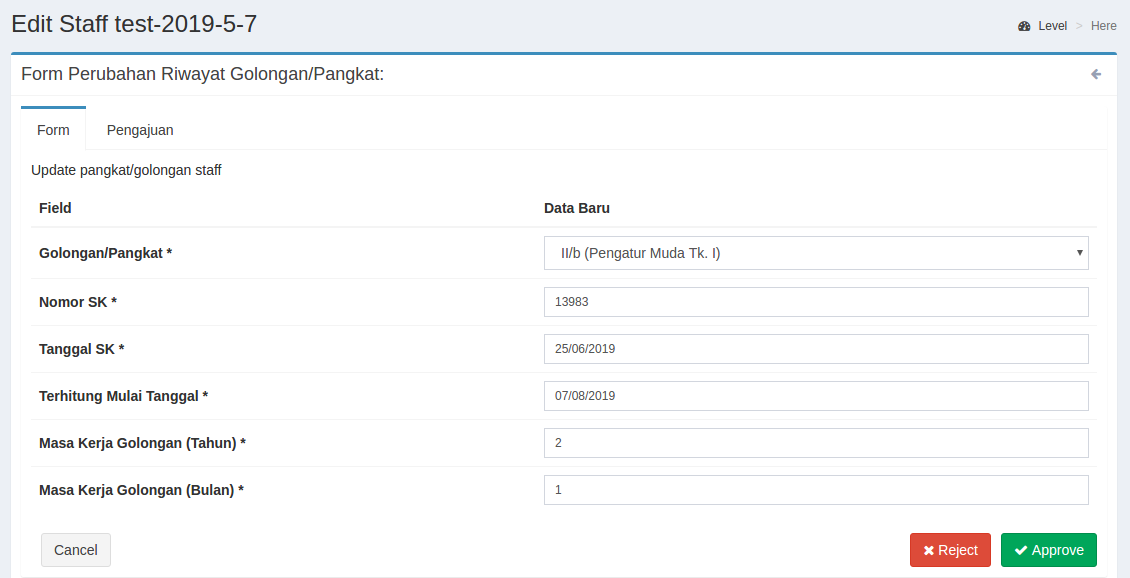 Edit Staff test-2019-5-7
Level > Here
Form Perubahan Riwayat Golongan/Pangkat:
Form Pengajuan
Update pangkat/golongan staff
Field Data Baru
Golongan/Pangkat * II/b (Pengatur Muda Tk. I)
Nomor SK * 13983
Tanggal SK * 25/06/2019
Terhitung Mulai Tanggal * 07/08/2019
Masa Kerja Golongan (Tahun) * 2
Masa Kerja Golongan (Bulan) * 1
Cancel Reject Approve